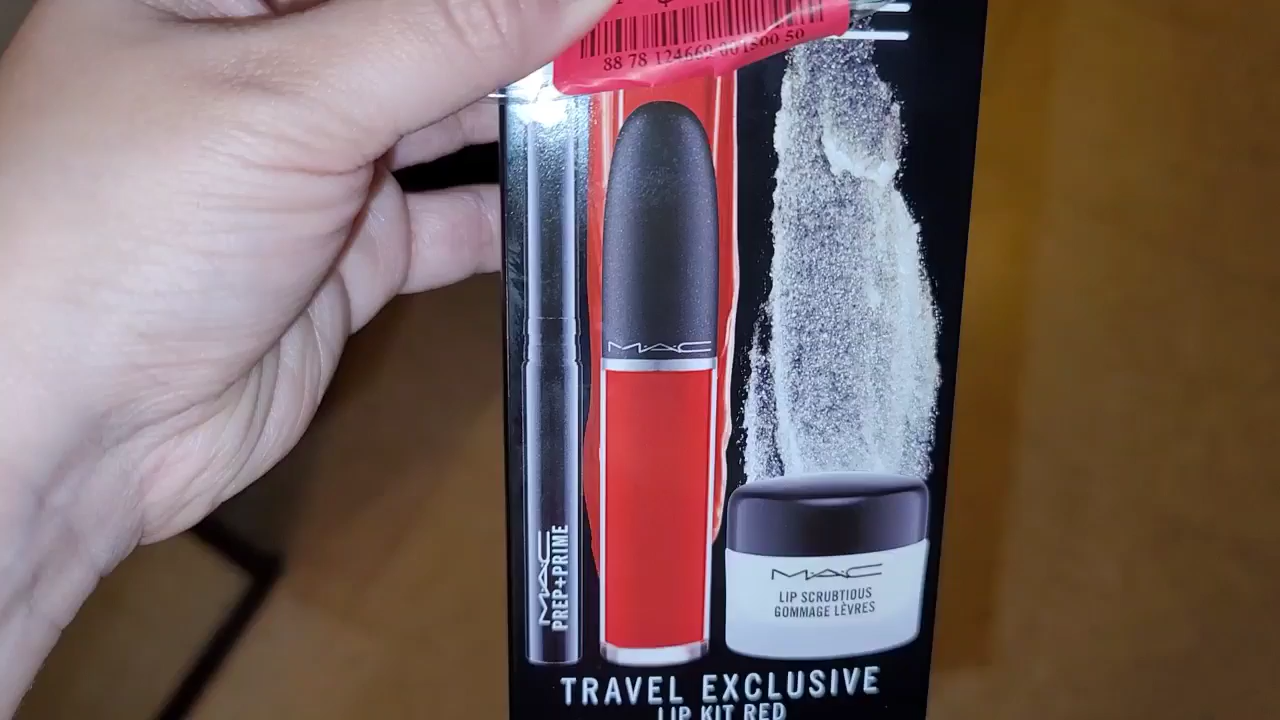 88 78 124669 001500 50
MAC
MAC
PREP+PRIME
MAC
LIP SCRUBTIOUS
GOMMAGE LÈVRES
TRAVEL EXCLUSIVE
LIP KIT RED